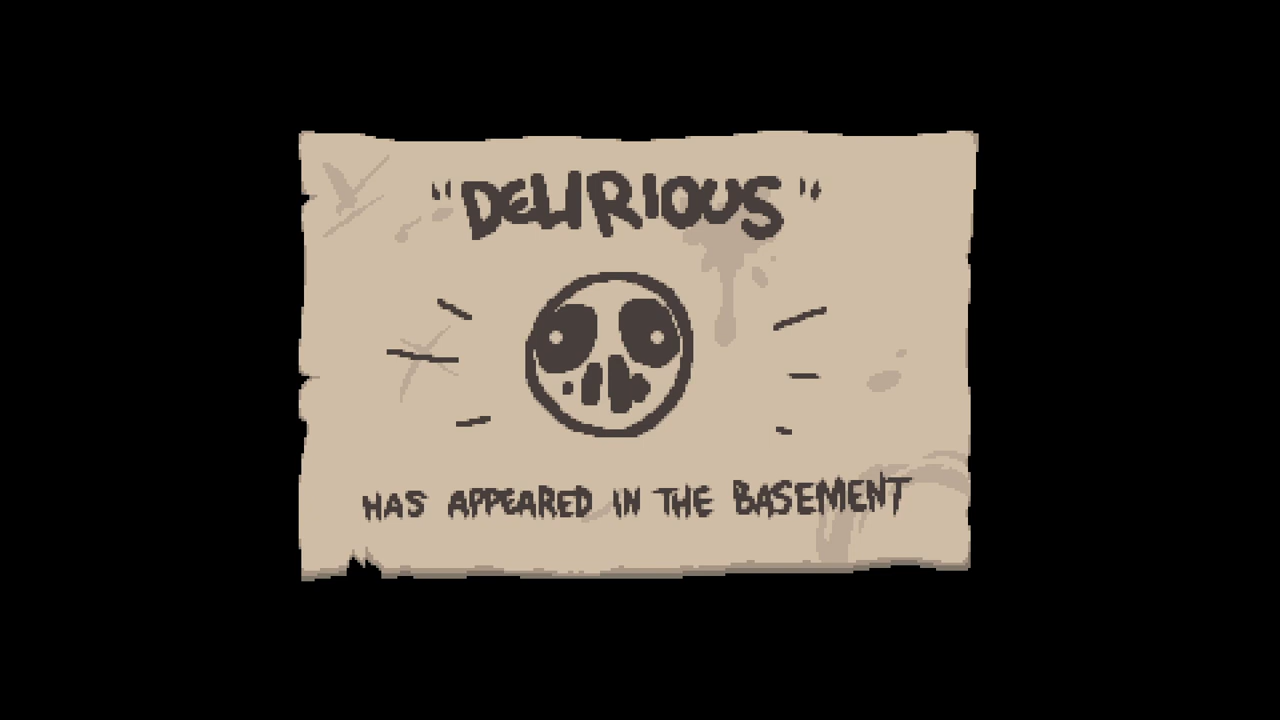 "DELIRIOUS"
HAS APPEARED IN THE BASEMENT